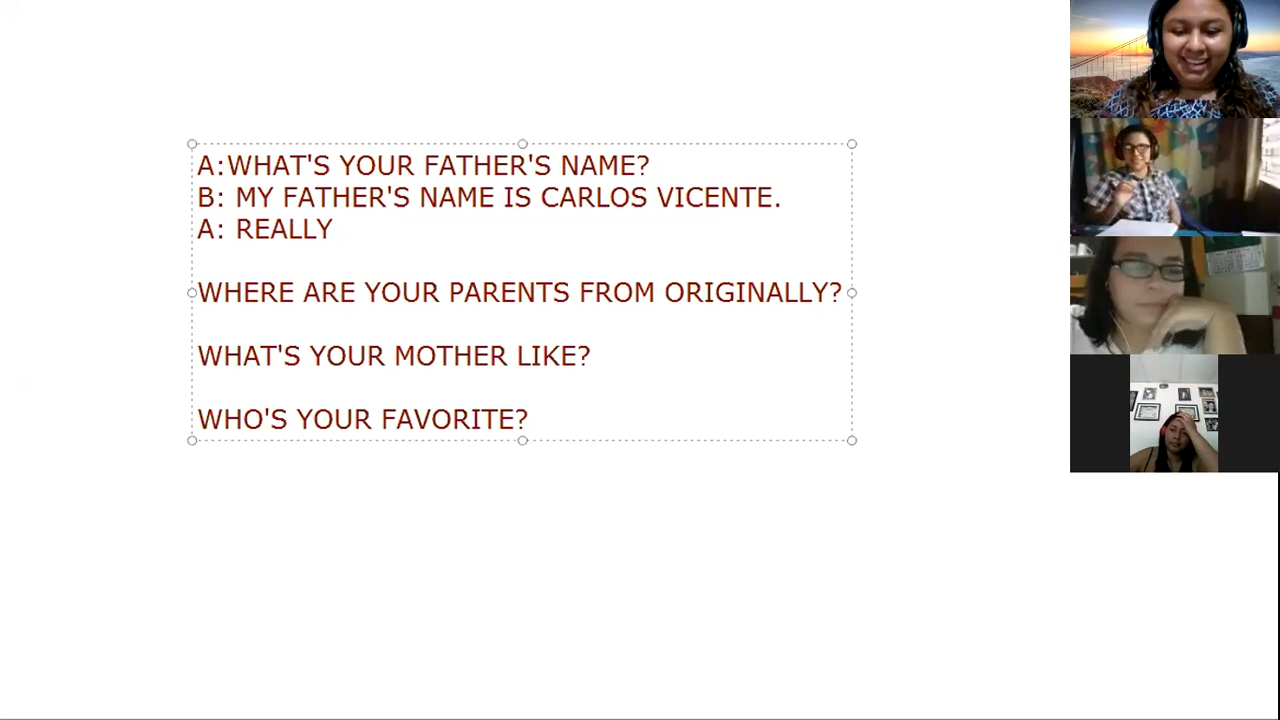 A:WHAT'S YOUR FATHER'S NAME?
B: MY FATHER'S NAME IS CARLOS VICENTE.
A: REALLY
WHERE ARE YOUR PARENTS FROM ORIGINALLY?
WHAT'S YOUR MOTHER LIKE?
WHO'S YOUR FAVORITE?